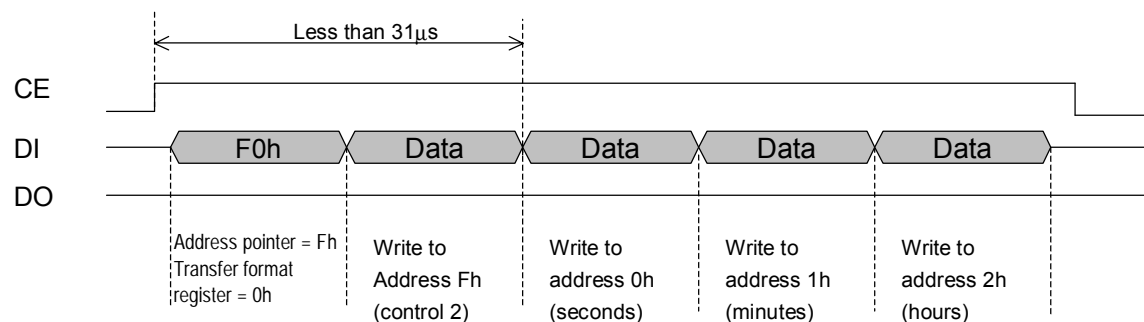 Less than 31μs
CE
DI
F0h
Data
Data
Data
Data
DO
Address pointer = Fh
Transfer format
register = 0h
Write to
Address Fh
(control 2)
Write to
address 0h
(seconds)
Write to
address 1h
(minutes)
Write to
address 2h
(hours)